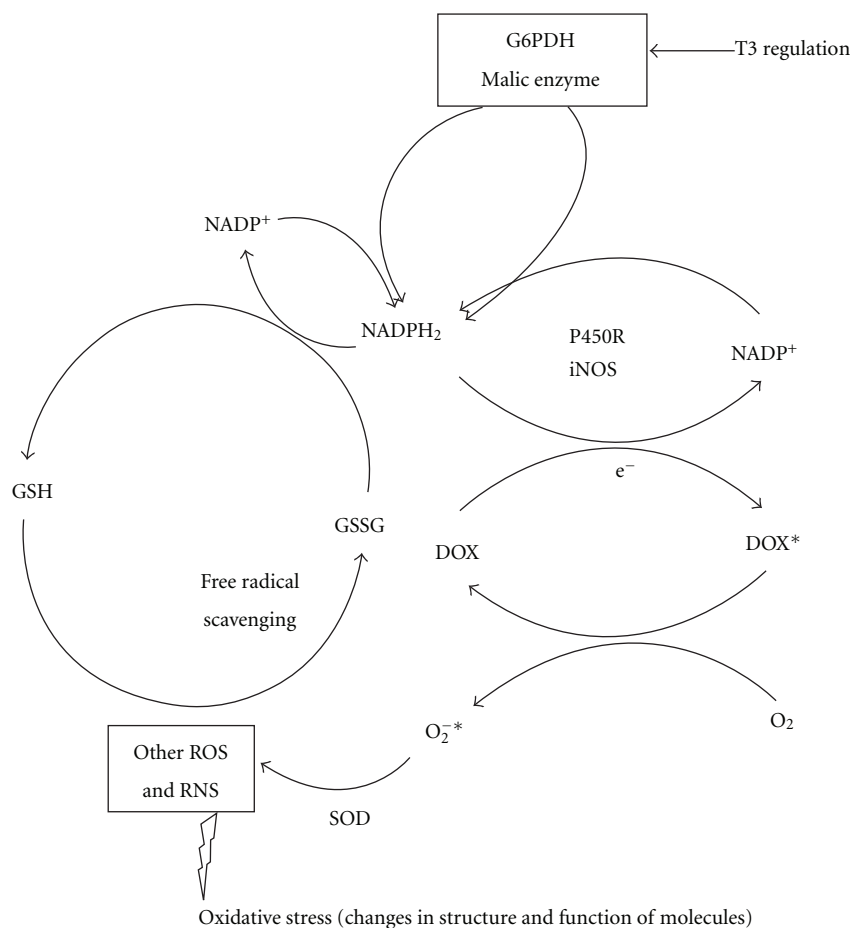 G6PDH
Malic enzyme
T3 regulation
NADP⁺
NADPH₂
P450R
iNOS
NADP⁺
e⁻
GSH
GSSG
DOX
DOX*
Free radical
scavenging
O₂⁻*
O₂
Other ROS
and RNS
SOD
Oxidative stress (changes in structure and function of molecules)